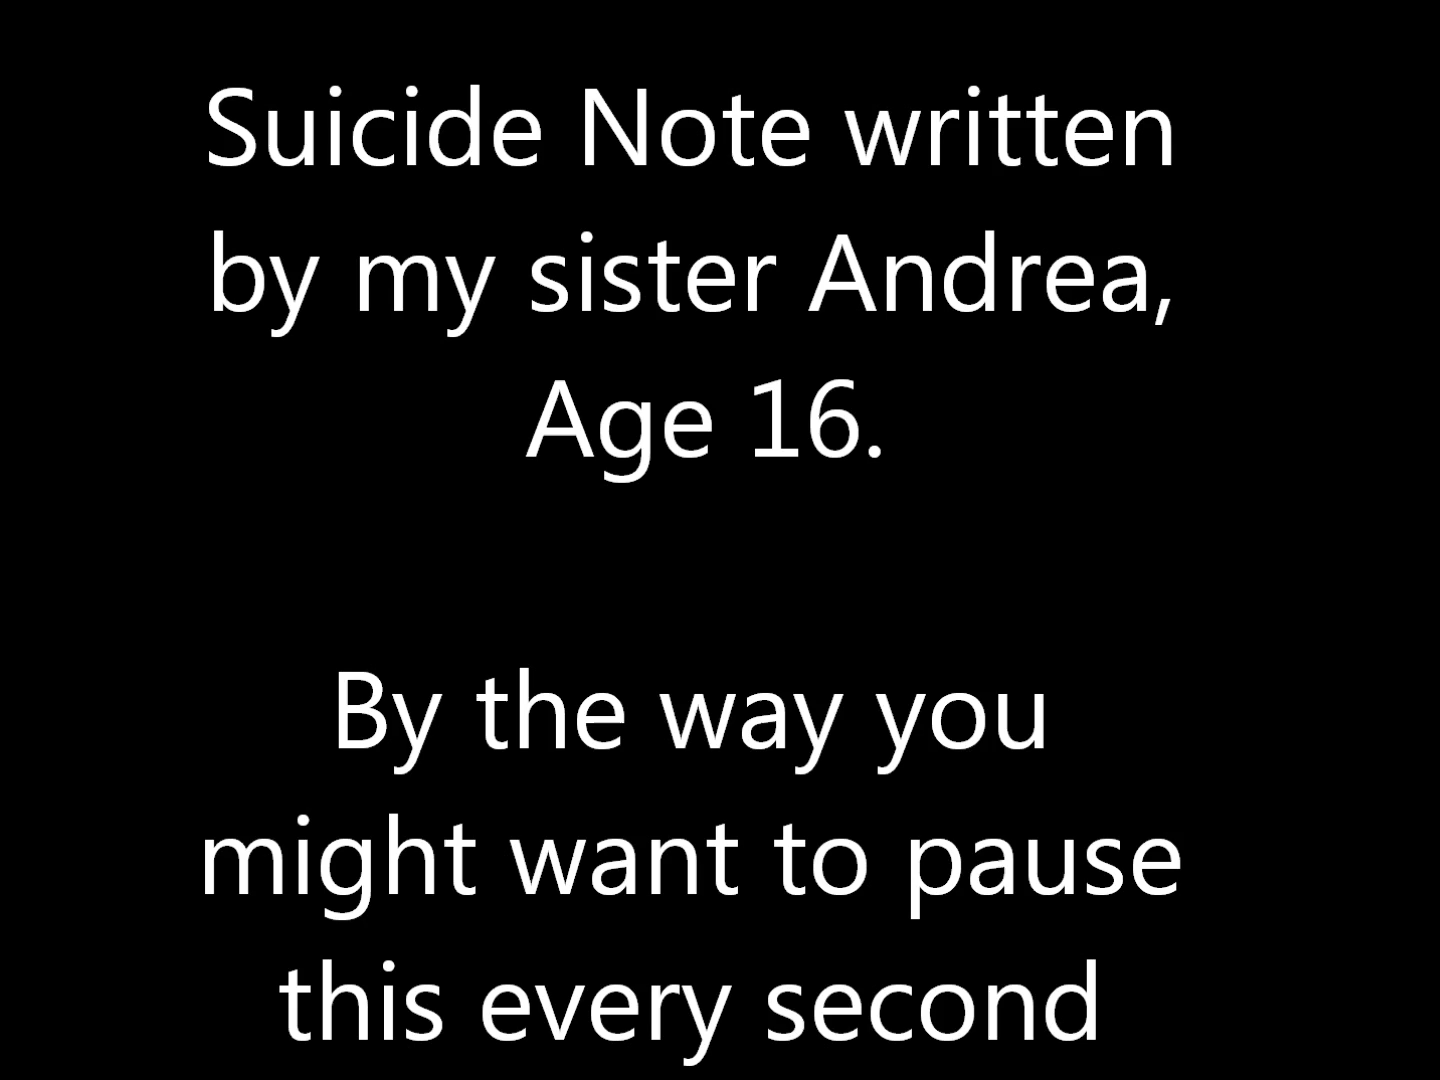 Suicide Note written
by my sister Andrea,
Age 16.
By the way you
might want to pause
this every second